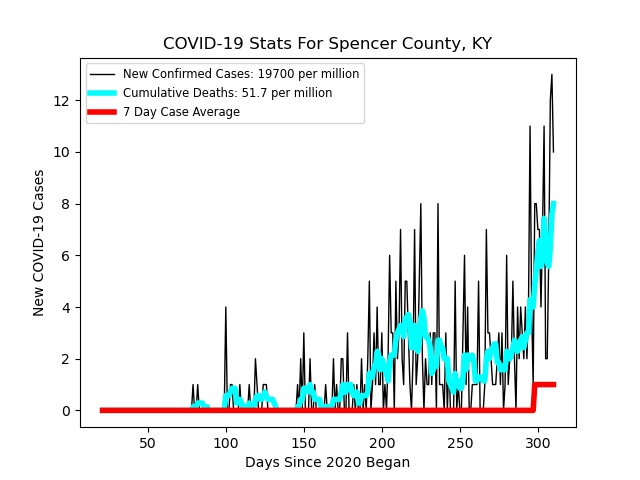 COVID-19 Stats For Spencer County, KY
New Confirmed Cases: 19700 per million
Cumulative Deaths: 51.7 per million
7 Day Case Average
12
10
8
6
4
2
0
New COVID-19 Cases
50
100
150
200
250
300
Days Since 2020 Began